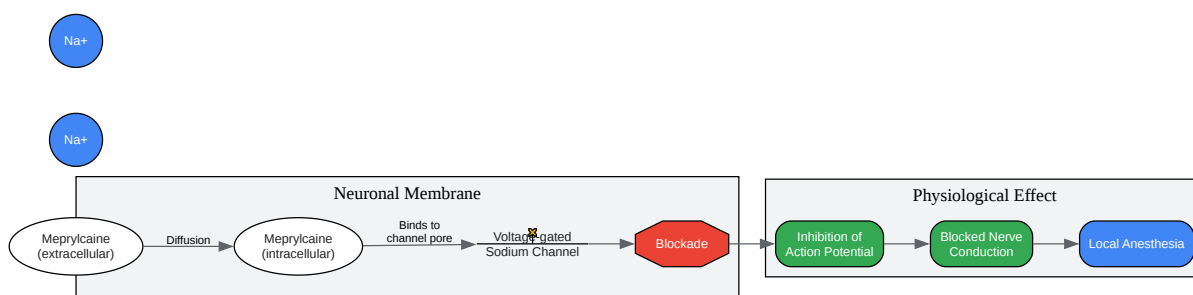 Na+
Na+
Neuronal Membrane
Physiological Effect
Meprylcaine
(extracellular)
Diffusion
Meprylcaine
(intracellular)
Binds to
channel pore
Voltage-gated
Sodium Channel
Blockade
Inhibition of
Action Potential
Blocked Nerve
Conduction
Local Anesthesia